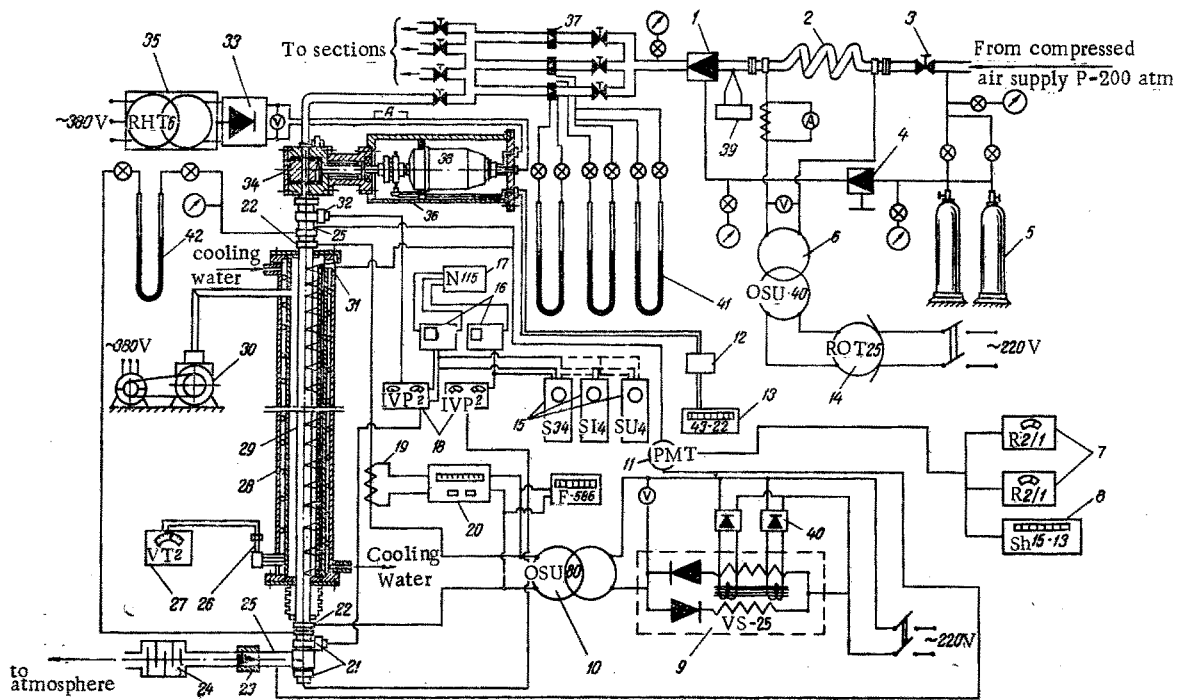 35
33
To sections
37
1
2
3
From compressed
air supply P-200 atm
~380V
RHT6
V
A
A
39
4
34
38
36
32
22
25
V
6
5
42
cooling
water
31
N 115
17
16
41
OSU-40
~380V
30
12
ROT25
14
~220V
VP2
IVP2
15
S34
SI4
SU4
43-22
13
29
18
19
11
PMT
R2/1
7
R2/1
28
20
F-586
V
40
8
Sh15-13
VT2
27
26
Cooling
Water
OSU80
VS-25
22
25
10
9
~220V
to
atmosphere
24
23
21